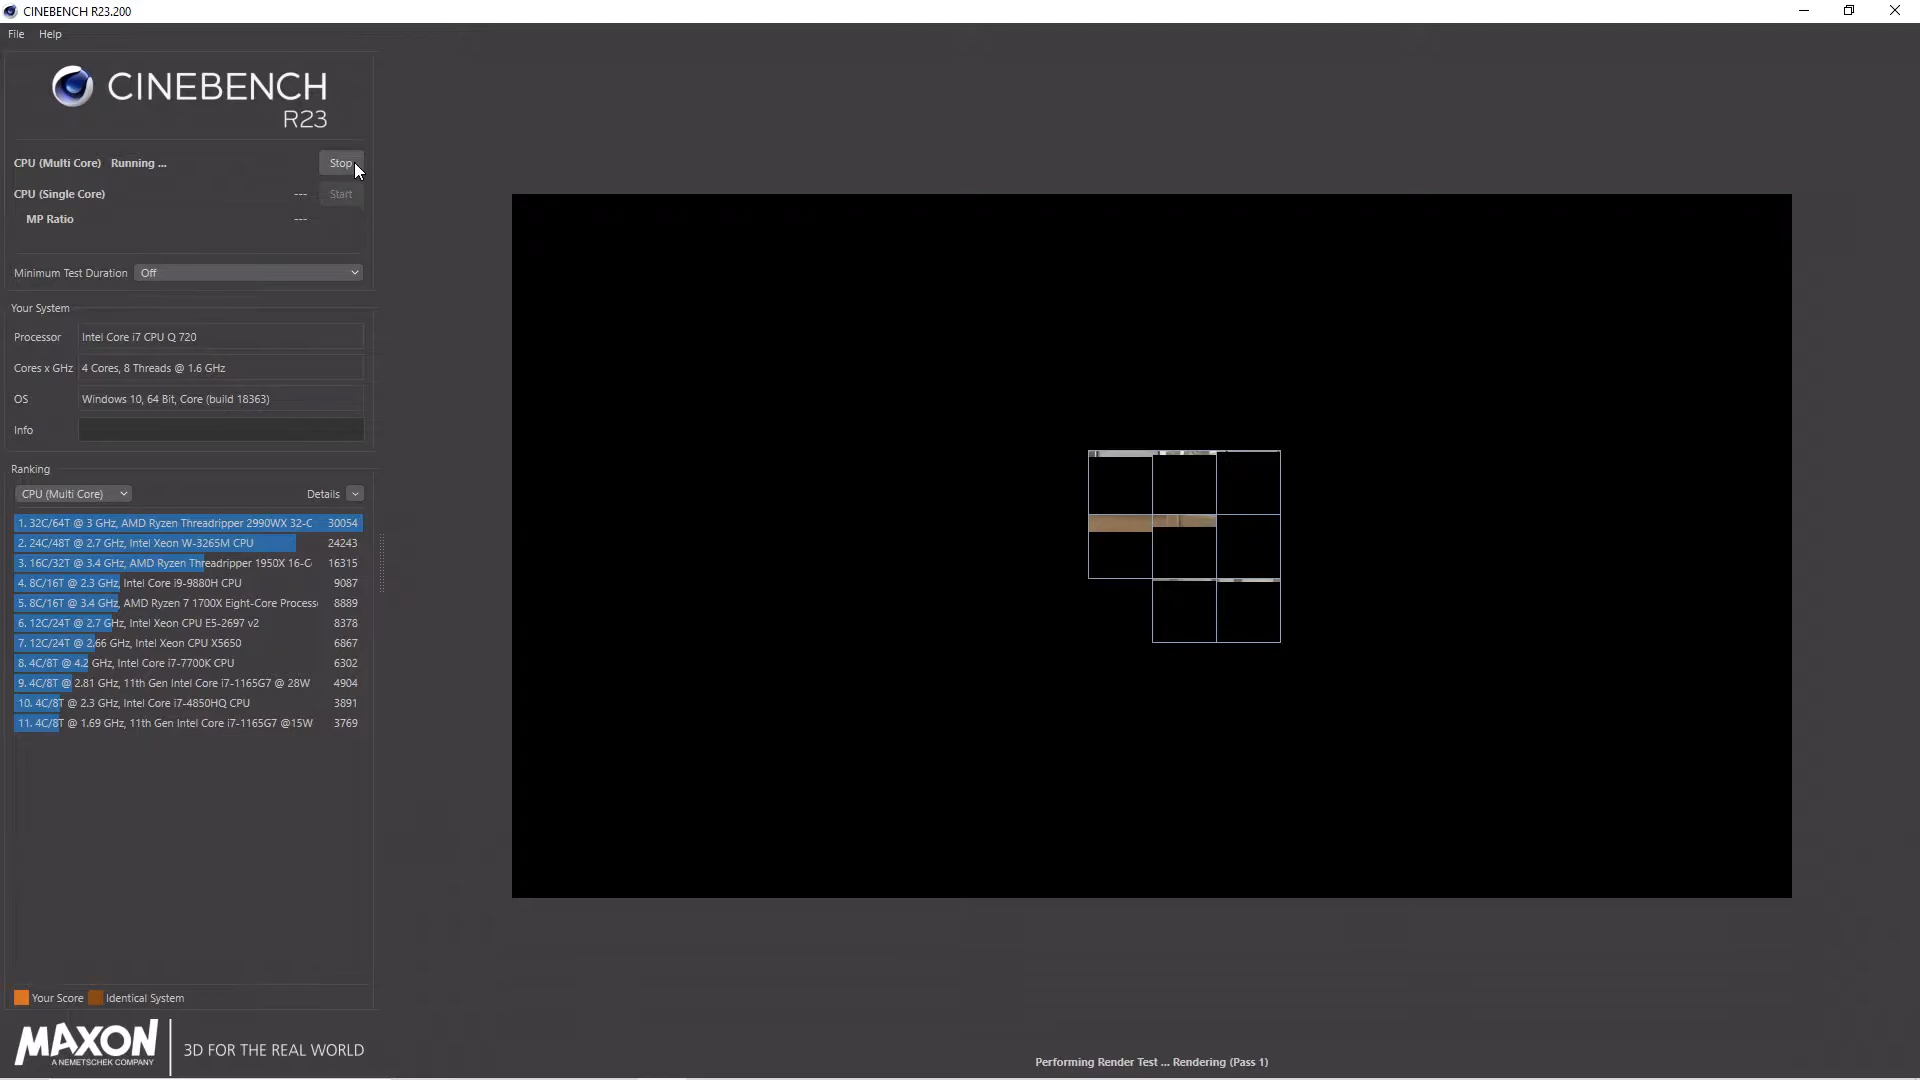 CINEBENCH R23.200
File Help
CINEBENCH
R23
CPU (Multi Core) Running ... Stop
CPU (Single Core) --- Start
MP Ratio ---
Minimum Test Duration Off
Your System
Processor Intel Core i7 CPU Q 720
Cores x GHz 4 Cores, 8 Threads @ 1.6 GHz
OS Windows 10, 64 Bit, Core (build 18363)
Info
Ranking
CPU (Multi Core) Details
1. 32C/64T @ 3 GHz, AMD Ryzen Threadripper 2990WX 32-C 30054
2. 24C/48T @ 2.7 GHz, Intel Xeon W-3265M CPU 24243
3. 16C/32T @ 3.4 GHz, AMD Ryzen Threadripper 1950X 16-C 16315
4. 8C/16T @ 2.3 GHz, Intel Core i9-9880H CPU 9087
5. 8C/16T @ 3.4 GHz, AMD Ryzen 7 1700X Eight-Core Process 8889
6. 12C/24T @ 2.7 GHz, Intel Xeon CPU E5-2697 v2 8378
7. 12C/24T @ 2.66 GHz, Intel Xeon CPU X5650 6867
8. 4C/8T @ 4.2 GHz, Intel Core i7-7700K CPU 6302
9. 4C/8T @ 2.81 GHz, 11th Gen Intel Core i7-1165G7 @ 28W 4904
10. 4C/8T @ 2.3 GHz, Intel Core i7-4850HQ CPU 3891
11. 4C/8T @ 1.69 GHz, 11th Gen Intel Core i7-1165G7 @15W 3769
Your Score Identical System
MAXON
A NEMETSCHEK COMPANY
3D FOR THE REAL WORLD
Performing Render Test ... Rendering (Pass 1)